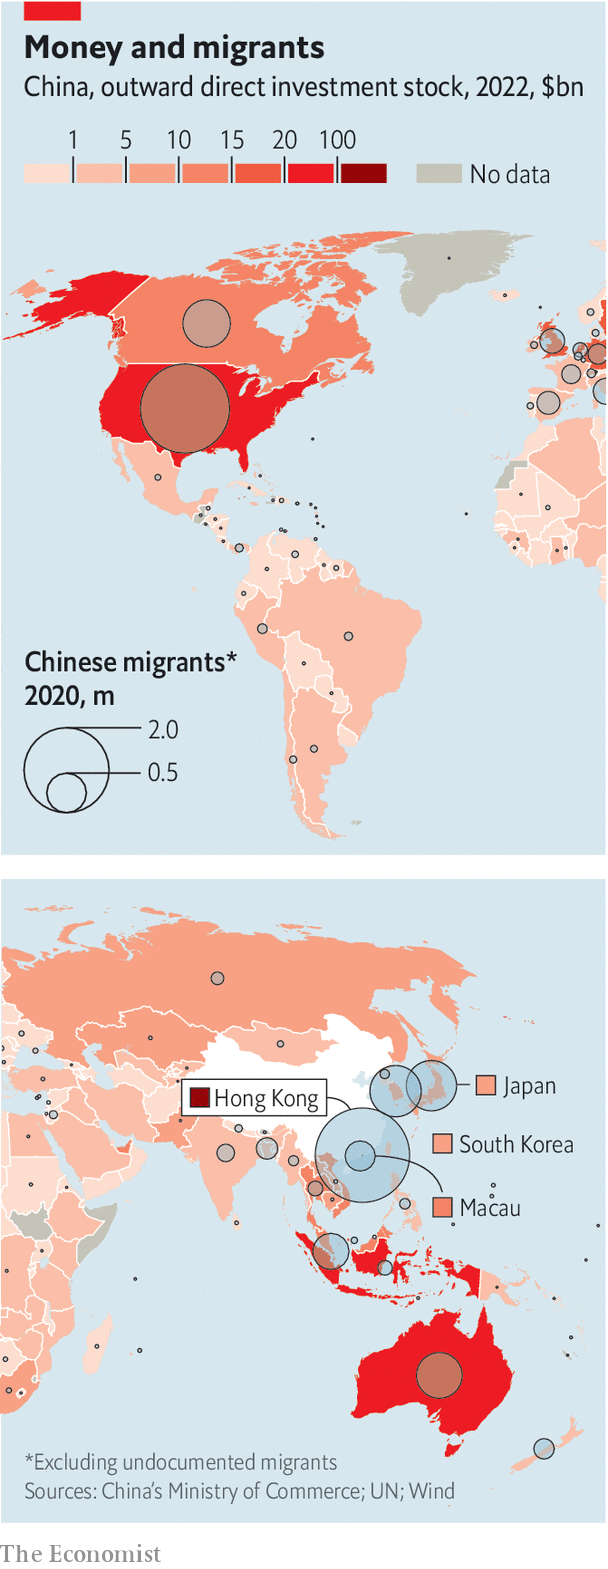 Money and migrants
China, outward direct investment stock, 2022, $bn
1 5 10 15 20 100
No data
Chinese migrants*
2020, m
2.0
0.5
Hong Kong
Japan
South Korea
Macau
*Excluding undocumented migrants
Sources: China’s Ministry of Commerce; UN; Wind
The Economist